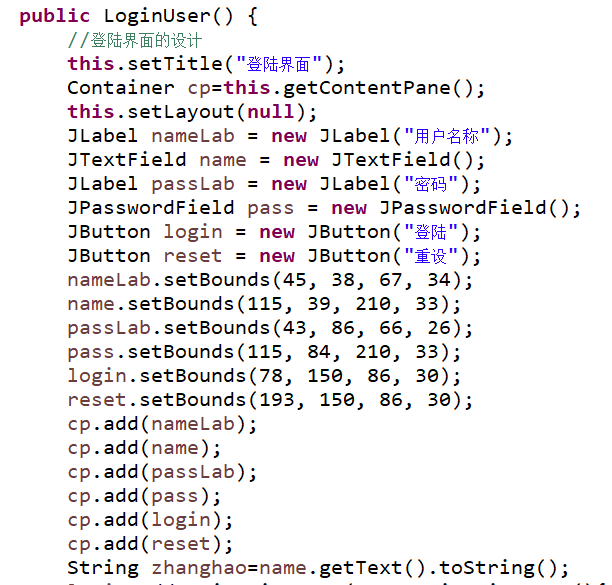 public LoginUser() {
//登陆界面的设计
this.setTitle("登陆界面");
Container cp=this.getContentPane();
this.setLayout(null);
JLabel nameLab = new JLabel("用户名称");
JTextField name = new JTextField();
JLabel passLab = new JLabel("密码");
JPasswordField pass = new JPasswordField();
JButton login = new JButton("登陆");
JButton reset = new JButton("重设");
nameLab.setBounds(45, 38, 67, 34);
name.setBounds(115, 39, 210, 33);
passLab.setBounds(43, 86, 66, 26);
pass.setBounds(115, 84, 210, 33);
login.setBounds(78, 150, 86, 30);
reset.setBounds(193, 150, 86, 30);
cp.add(nameLab);
cp.add(name);
cp.add(passLab);
cp.add(pass);
cp.add(login);
cp.add(reset);
String zhanghao=name.getText().toString();